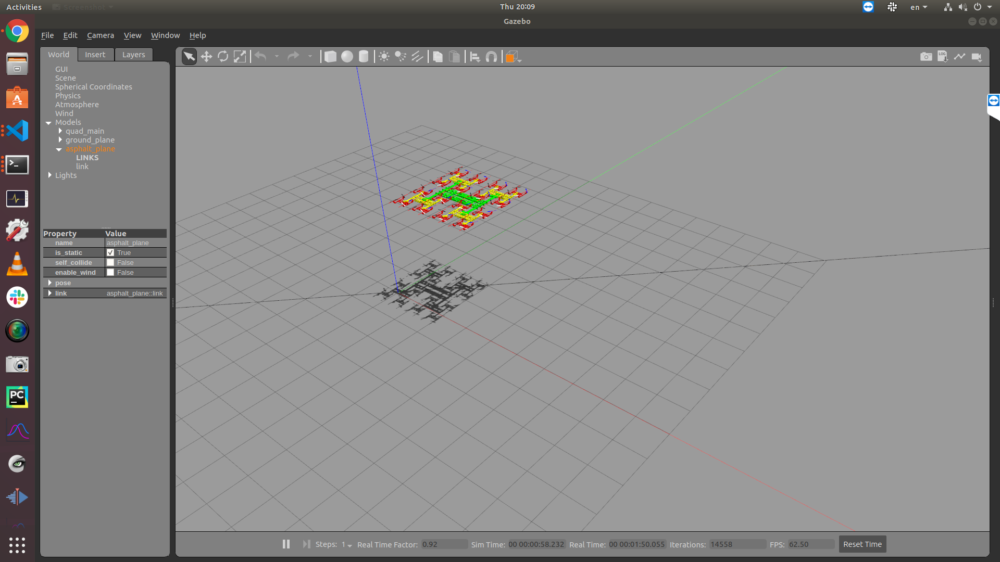 Activities Screenshot Thu 20:09 en
Gazebo
File Edit Camera View Window Help
World Insert Layers
GUI
Scene
Spherical Coordinates
Physics
Atmosphere
Wind
Models
quad_main
ground_plane
asphalt_plane
LINKS
link
Lights
Property Value
name asphalt_plane
is_static True
self_collide False
enable_wind False
pose
link asphalt_plane::link
LOG
PC
Steps: 1 Real Time Factor: 0.92 Sim Time: 00 00:00:58.232 Real Time: 00 00:01:50.055 Iterations: 14558 FPS: 62.50 Reset Time